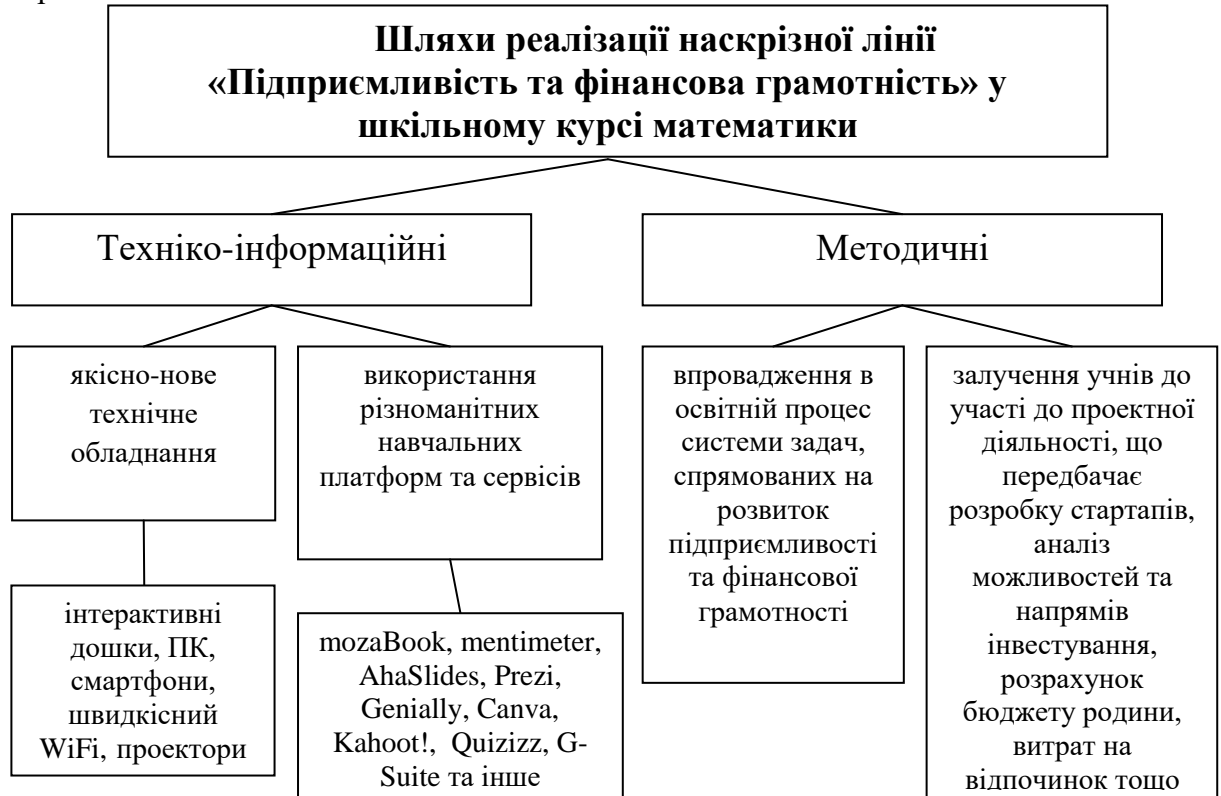 Шляхи реалізації наскрізної лінії
«Підприємливість та фінансова грамотність» у
шкільному курсі математики
Техніко-інформаційні
Методичні
якісно-нове
технічне
обладнання
використання
різноманітних
навчальних
платформ та сервісів
впровадження в
освітній процес
системи задач,
спрямованих на
розвиток
підприємливості
та фінансової
грамотності
залучення учнів до
участі до проектної
діяльності, що
передбачає
розробку стартапів,
аналіз
можливостей та
напрямів
інвестування,
розрахунок
бюджету родини,
витрат на
відпочинок тощо
інтерактивні
дошки, ПК,
смартфони,
швидкісний
WiFi, проектори
mozaBook, mentimeter,
AhaSlides, Prezi,
Genially, Canva,
Kahoot!, Quizizz, G-
Suite та інше